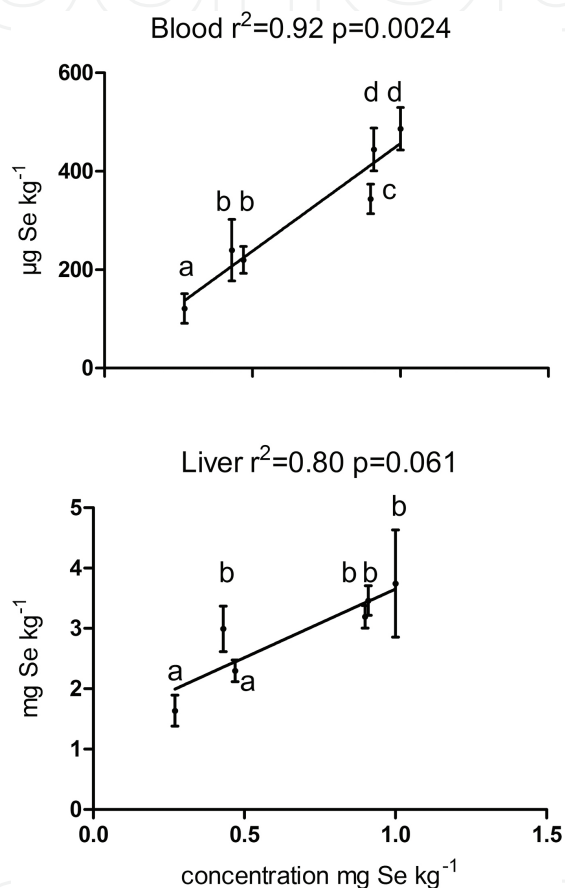 Blood r²=0.92 p=0.0024
600
d d
400
c
b b
µg Se kg⁻¹
a
200
0
Liver r²=0.80 p=0.061
5
b
4
b
b b
3
mg Se kg⁻¹
a
a
2
1
0
0.0 0.5 1.0 1.5
concentration mg Se kg⁻¹